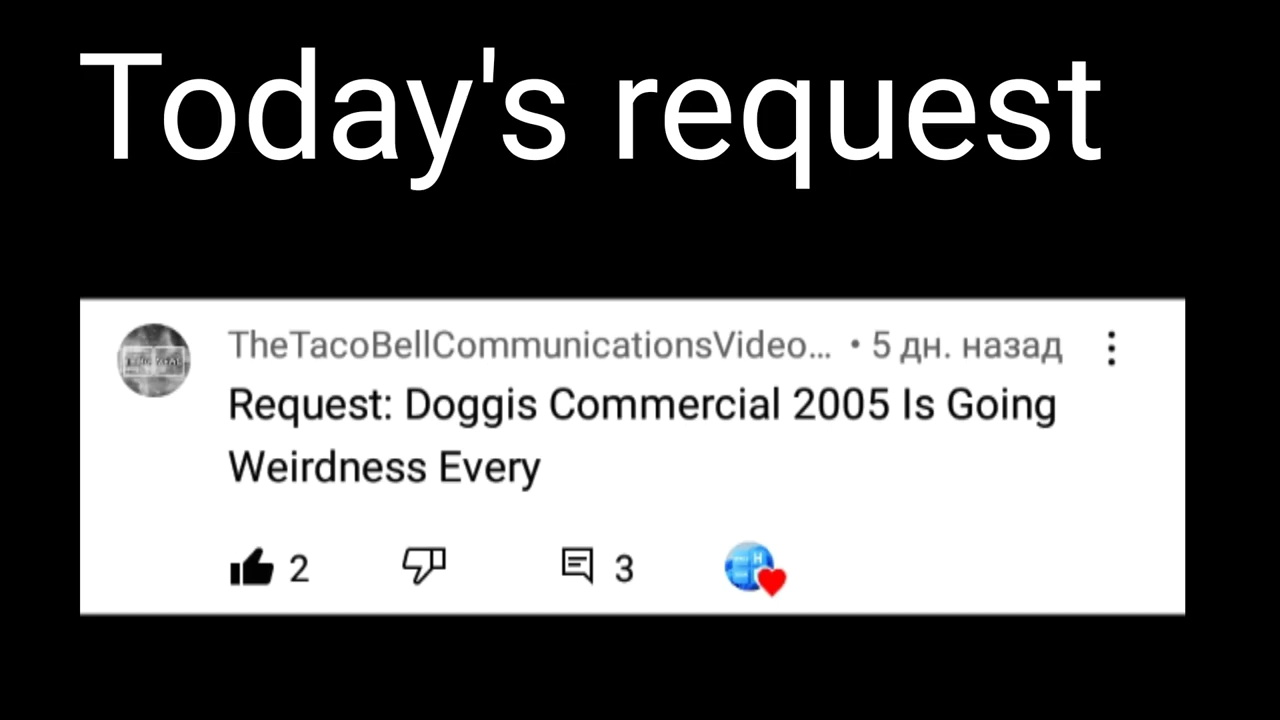 Today's request
TheTacoBellCommunicationsVideo... • 5 дн. назад
Request: Doggis Commercial 2005 Is Going
Weirdness Every
2
3
H